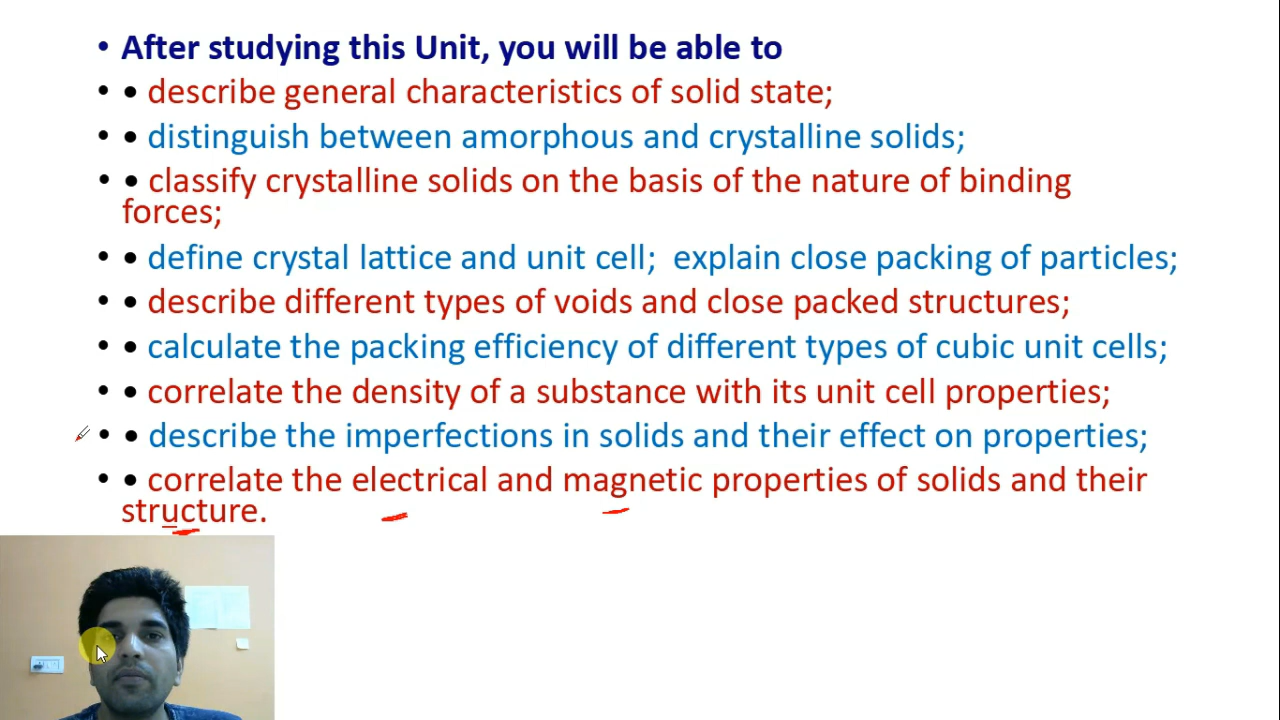 • After studying this Unit, you will be able to
• • describe general characteristics of solid state;
• • distinguish between amorphous and crystalline solids;
• • classify crystalline solids on the basis of the nature of binding
forces;
• • define crystal lattice and unit cell;  explain close packing of particles;
• • describe different types of voids and close packed structures;
• • calculate the packing efficiency of different types of cubic unit cells;
• • correlate the density of a substance with its unit cell properties;
• • describe the imperfections in solids and their effect on properties;
• • correlate the electrical and magnetic properties of solids and their
structure.